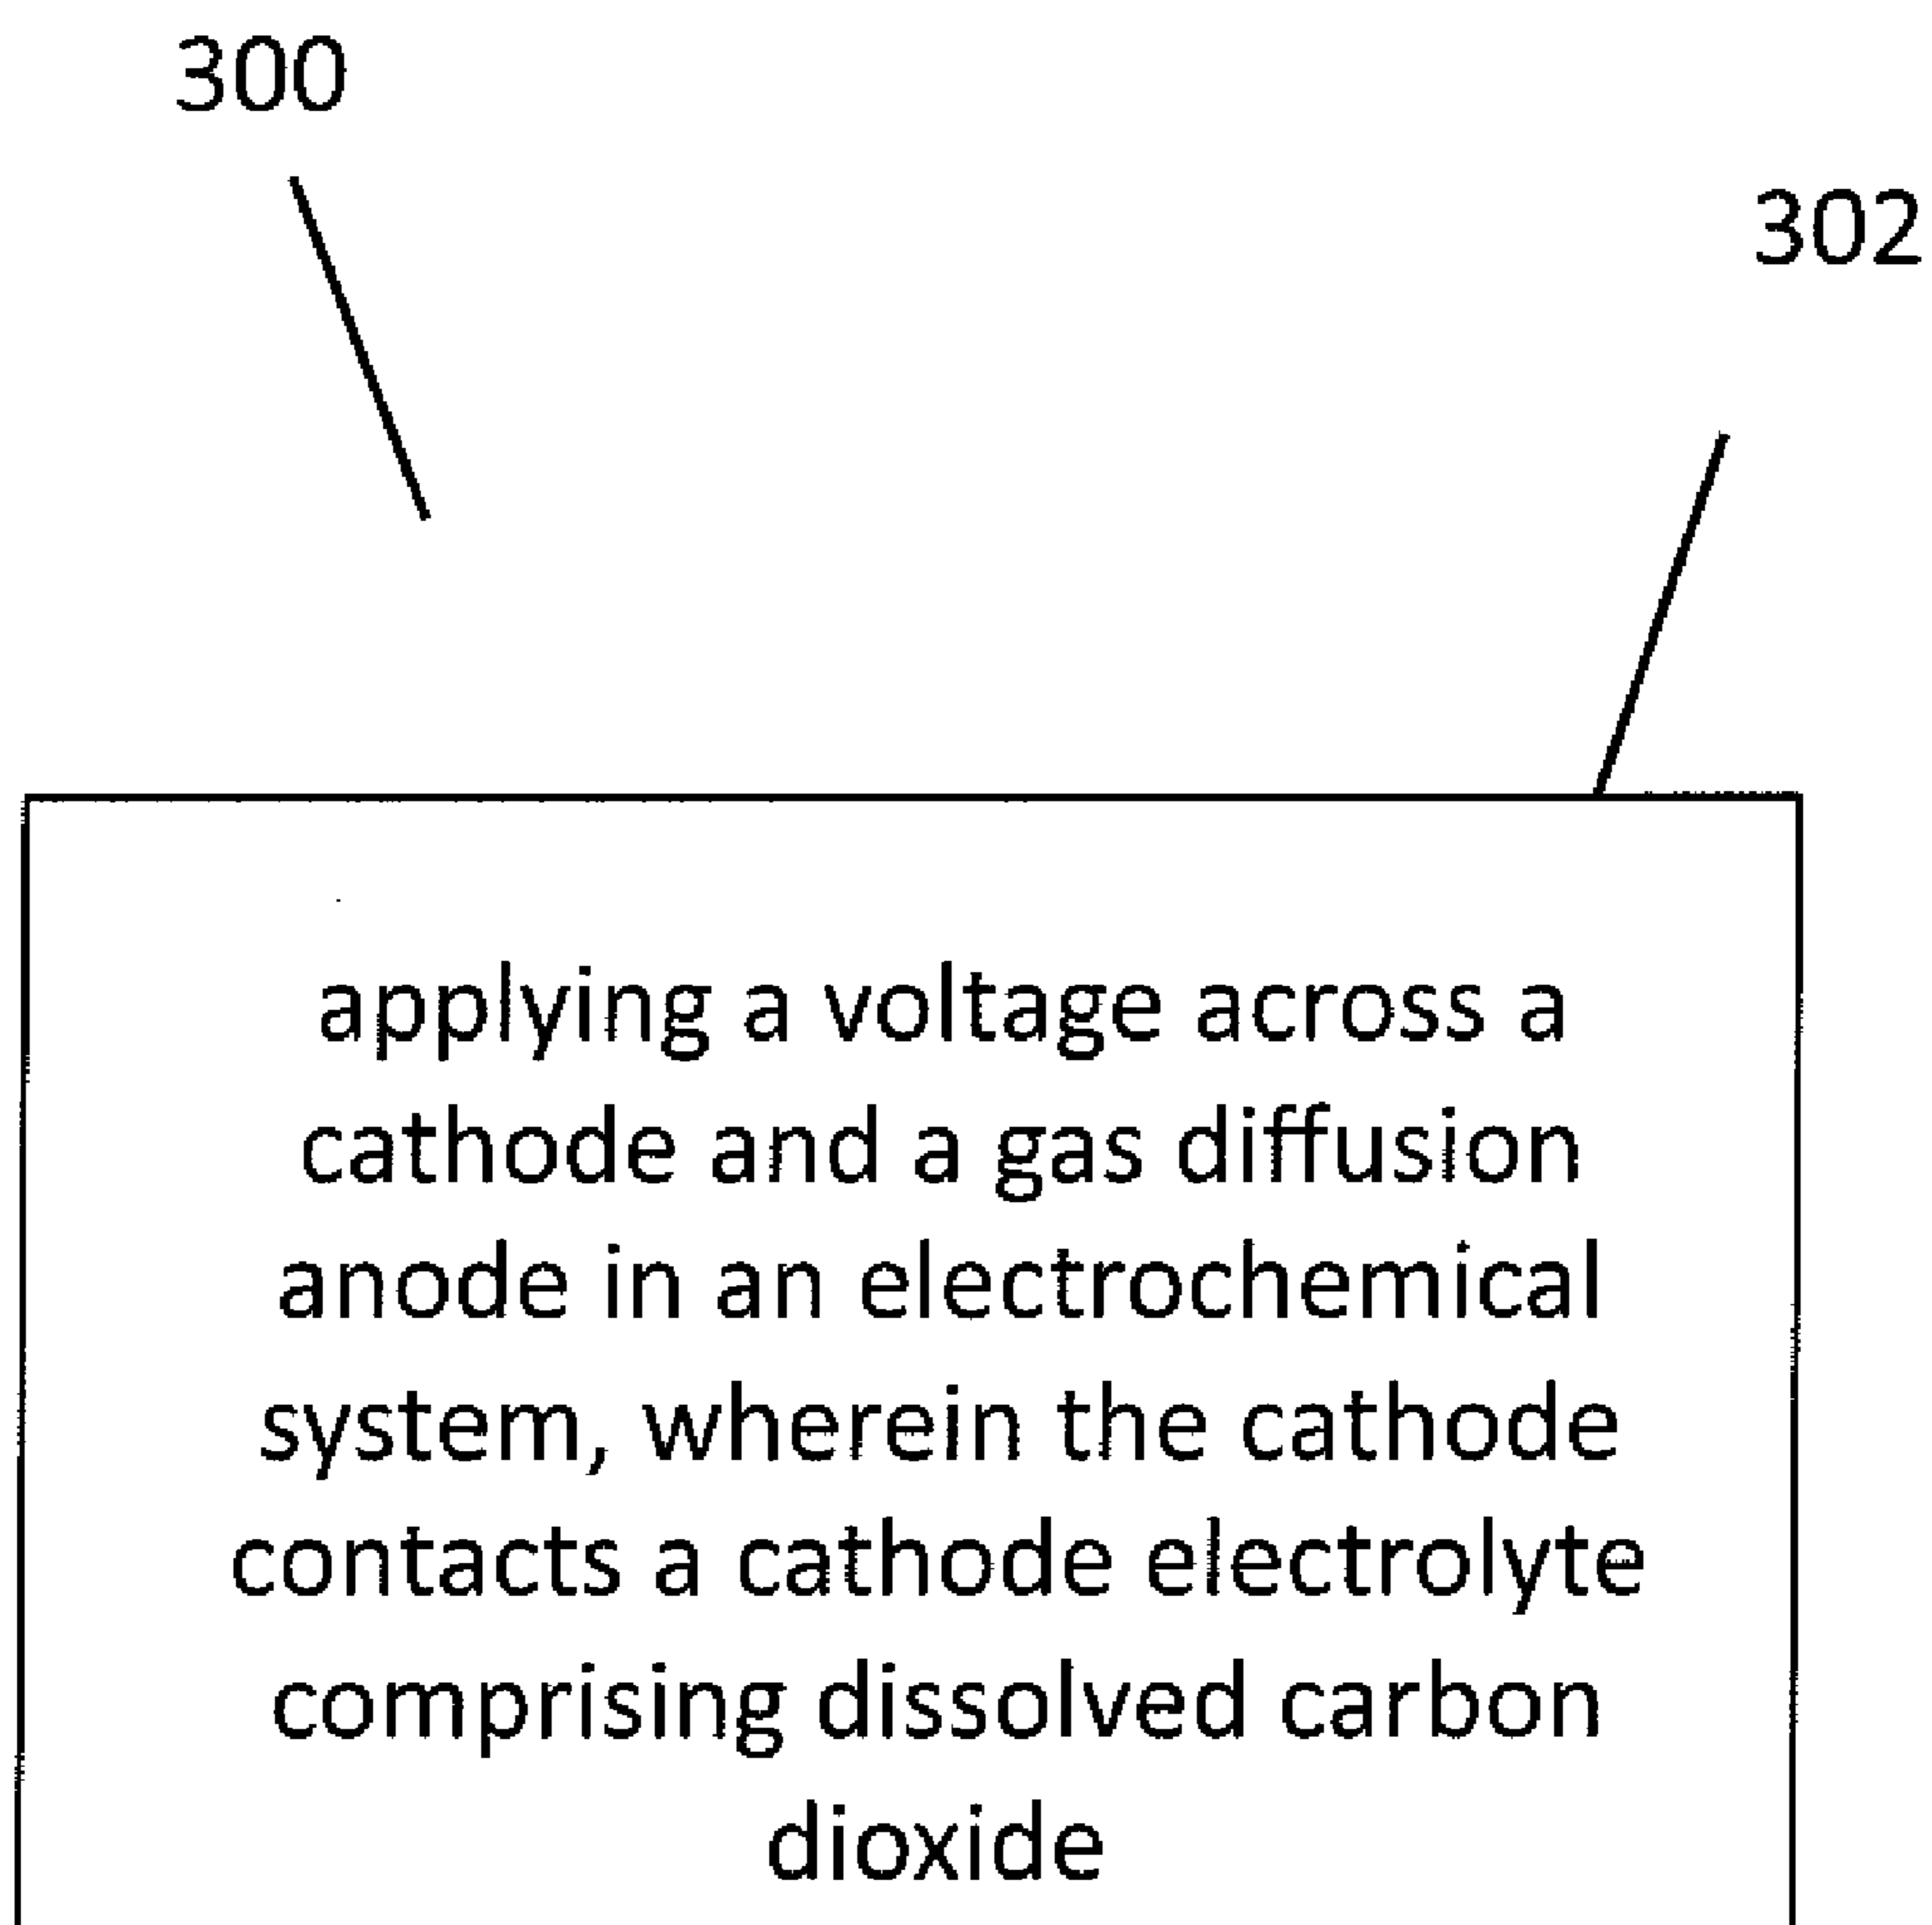 300
302
applying a voltage across a
cathode and a gas diffusion
anode in an electrochemical
system, wherein the cathode
contacts a cathode electrolyte
comprising dissolved carbon
dioxide